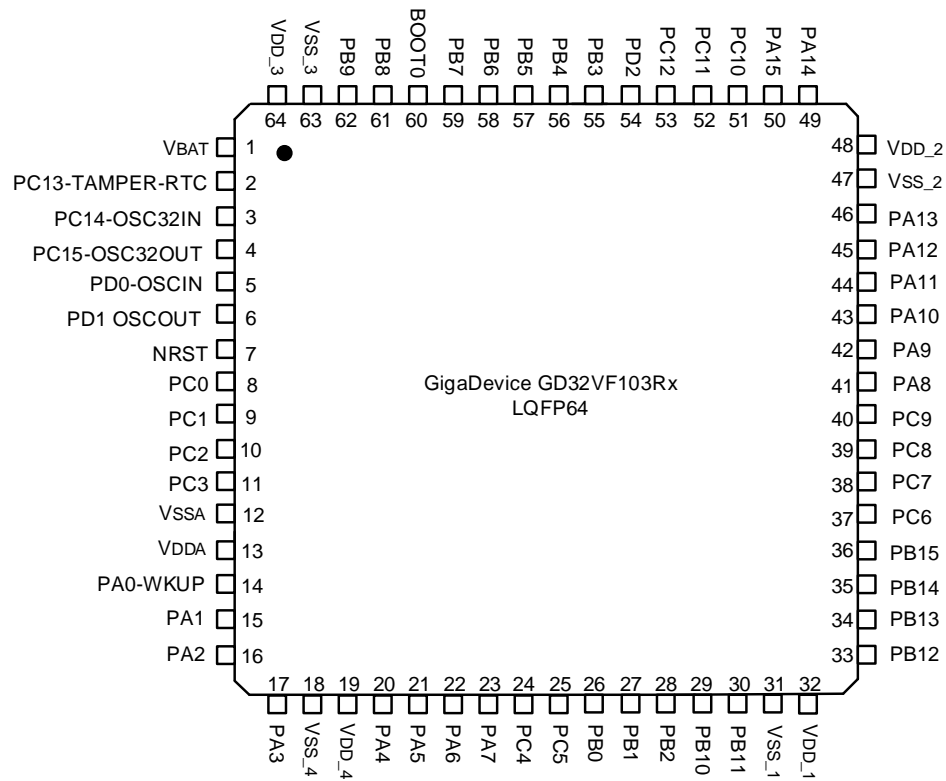 VDD_3
VSS_3
PB9
PB8
BOOT0
PB7
PB6
PB5
PB4
PB3
PD2
PC12
PC11
PC10
PA15
PA14
64 63 62 61 60 59 58 57 56 55 54 53 52 51 50 49
VBAT 1
PC13-TAMPER-RTC 2
PC14-OSC32IN 3
PC15-OSC32OUT 4
PD0-OSCIN 5
PD1 OSCOUT 6
NRST 7
PC0 8
PC1 9
PC2 10
PC3 11
VSSA 12
VDDA 13
PA0-WKUP 14
PA1 15
PA2 16
GigaDevice GD32VF103Rx
LQFP64
48 VDD_2
47 VSS_2
46 PA13
45 PA12
44 PA11
43 PA10
42 PA9
41 PA8
40 PC9
39 PC8
38 PC7
37 PC6
36 PB15
35 PB14
34 PB13
33 PB12
17 18 19 20 21 22 23 24 25 26 27 28 29 30 31 32
PA3
VSS_4
VDD_4
PA4
PA5
PA6
PA7
PC4
PC5
PB0
PB1
PB2
PB10
PB11
VSS_1
VDD_1